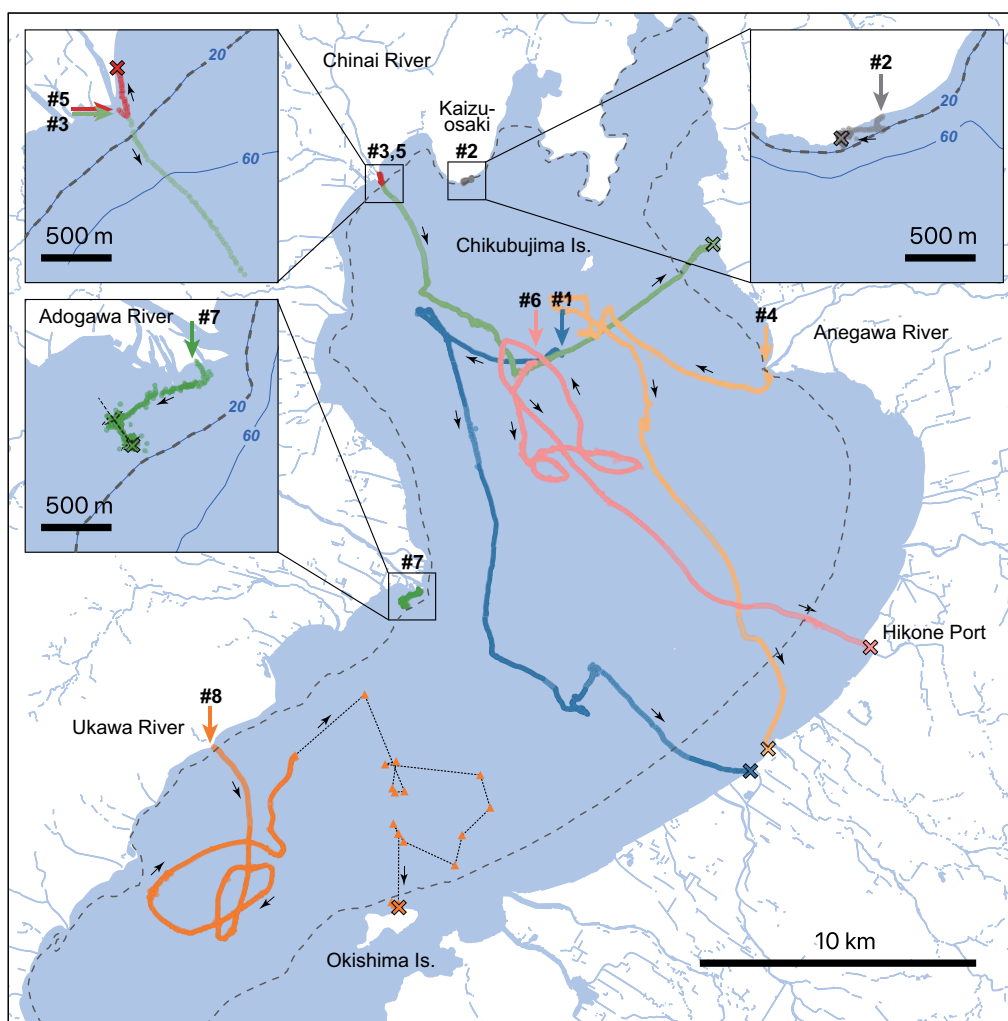 Chinai River
20
#5
#3
60
500 m
Kaizu-
osaki
#3,5
#2
#2
20
60
500 m
Chikubujima Is.
Adogawa River
#7
20
60
500 m
#6
#1
#4
Anegawa River
#7
Hikone Port
#8
Ukawa River
Okishima Is.
10 km